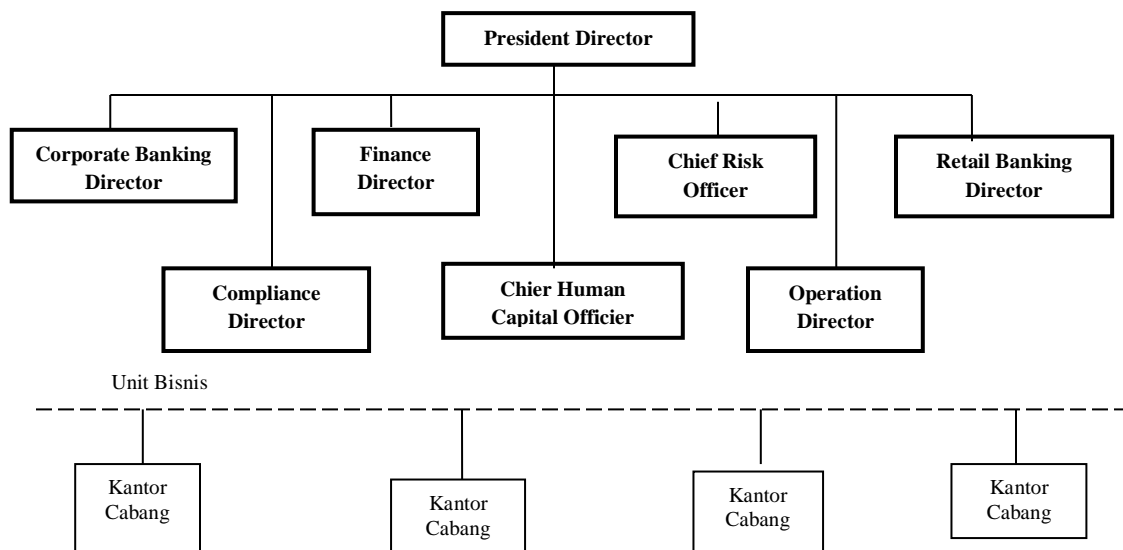 President Director
Corporate Banking
Director
Finance
Director
Chief Risk
Officer
Retail Banking
Director
Compliance
Director
Chier Human
Capital Officier
Operation
Director
Unit Bisnis
Kantor
Cabang
Kantor
Cabang
Kantor
Cabang
Kantor
Cabang